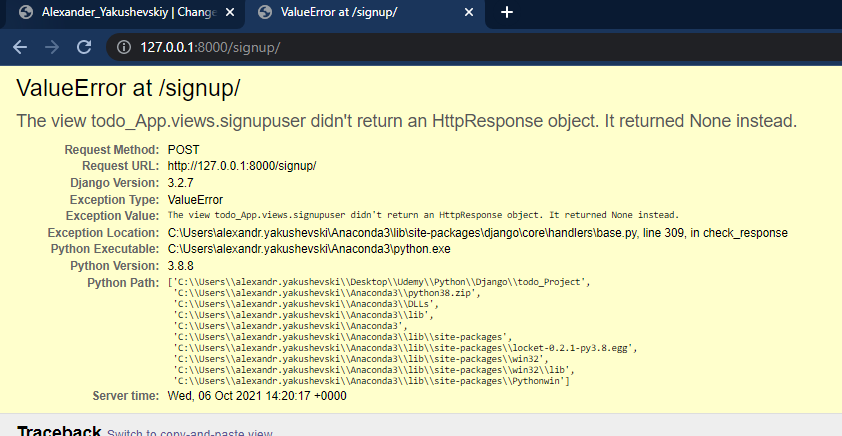 Alexander_Yakushevskiy | Change
ValueError at /signup/
127.0.0.1:8000/signup/
ValueError at /signup/
The view todo_App.views.signupuser didn't return an HttpResponse object. It returned None instead.
Request Method: POST
Request URL: http://127.0.0.1:8000/signup/
Django Version: 3.2.7
Exception Type: ValueError
Exception Value: The view todo_App.views.signupuser didn't return an HttpResponse object. It returned None instead.
Exception Location: C:\Users\alexandr.yakushevski\Anaconda3\lib\site-packages\django\core\handlers\base.py, line 309, in check_response
Python Executable: C:\Users\alexandr.yakushevski\Anaconda3\python.exe
Python Version: 3.8.8
Python Path: ['C:\\Users\\alexandr.yakushevski\\Desktop\\Udemy\\Python\\Django\\todo_Project',
'C:\\Users\\alexandr.yakushevski\\Anaconda3\\python38.zip',
'C:\\Users\\alexandr.yakushevski\\Anaconda3\\DLLs',
'C:\\Users\\alexandr.yakushevski\\Anaconda3\\lib',
'C:\\Users\\alexandr.yakushevski\\Anaconda3',
'C:\\Users\\alexandr.yakushevski\\Anaconda3\\lib\\site-packages',
'C:\\Users\\alexandr.yakushevski\\Anaconda3\\lib\\site-packages\\locket-0.2.1-py3.8.egg',
'C:\\Users\\alexandr.yakushevski\\Anaconda3\\lib\\site-packages\\win32',
'C:\\Users\\alexandr.yakushevski\\Anaconda3\\lib\\site-packages\\win32\\lib',
'C:\\Users\\alexandr.yakushevski\\Anaconda3\\lib\\site-packages\\Pythonwin']
Server time: Wed, 06 Oct 2021 14:20:17 +0000
Traceback Switch to copy-and-paste view